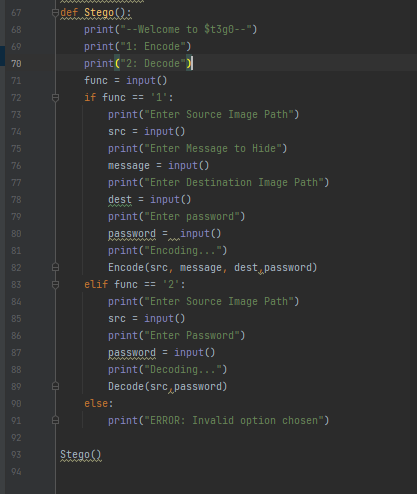 67 def Stego():
68     print("--Welcome to $t3g0--")
69     print("1: Encode")
70     print("2: Decode")
71     func = input()
72     if func == '1':
73         print("Enter Source Image Path")
74         src = input()
75         print("Enter Message to Hide")
76         message = input()
77         print("Enter Destination Image Path")
78         dest = input()
79         print("Enter password")
80         password =  input()
81         print("Encoding...")
82         Encode(src, message, dest,password)
83     elif func == '2':
84         print("Enter Source Image Path")
85         src = input()
86         print("Enter Password")
87         password = input()
88         print("Decoding...")
89         Decode(src,password)
90     else:
91         print("ERROR: Invalid option chosen")
92
93 Stego()
94